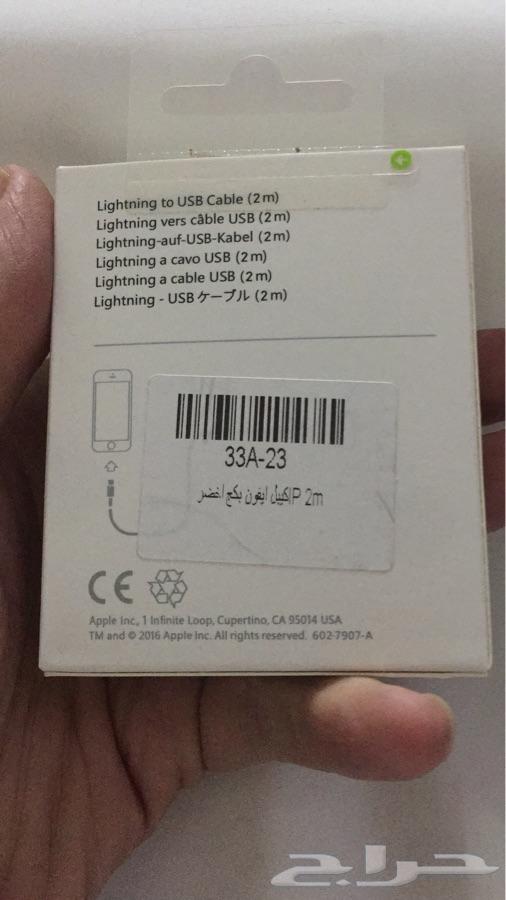 Lightning to USB Cable (2m)
Lightning vers câble USB (2 m)
Lightning-auf-USB-Kabel (2 m)
Lightning a cavo USB (2 m)
Lightning a cable USB (2 m)
Lightning - USB ケーブル (2 m)
33A-23
اكيبل ايفون بكج اخضر IP 2m
CE
Apple Inc., 1 Infinite Loop, Cupertino, CA 95014 USA
TM and © 2016 Apple Inc. All rights reserved. 602-7907-A
حراج